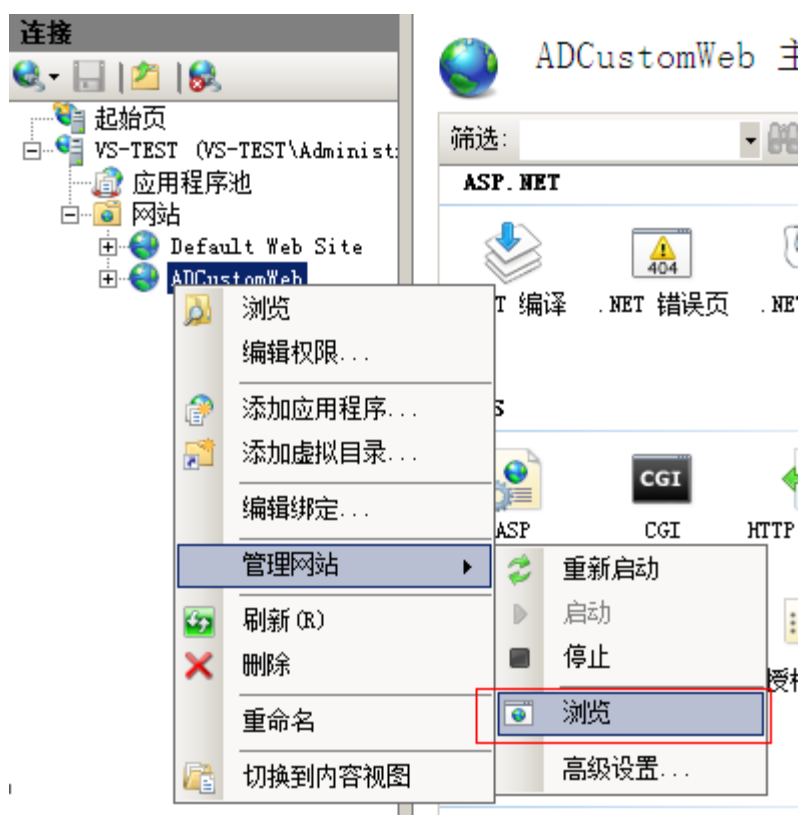 连接
起始页
VS-TEST (VS-TEST\Administ
应用程序池
网站
Default Web Site
ADCustomWeb
浏览
编辑权限...
添加应用程序...
添加虚拟目录...
编辑绑定...
管理网站
刷新(R)
删除
重命名
切换到内容视图
ADCustomWeb 主
筛选:
ASP.NET
404
T 编译
.NET 错误页
.NE
S
CGI
ASP
CGI
HTTP
重新启动
启动
停止
浏览
高级设置...
授权